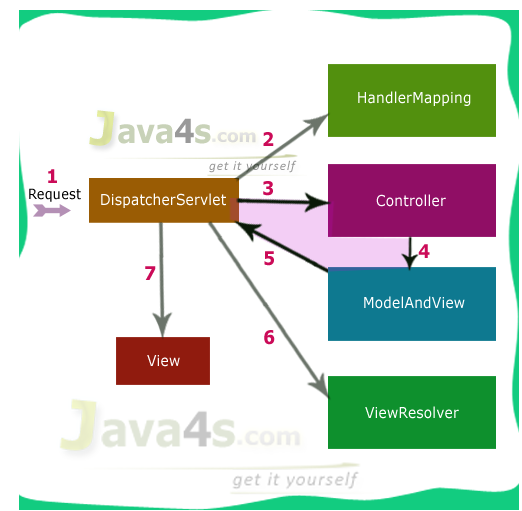 HandlerMapping
Java4s.com
2
get it yourself
1
Request
DispatcherServlet
3
Controller
4
5
7
ModelAndView
6
View
ViewResolver
Java4s.com
get it yourself